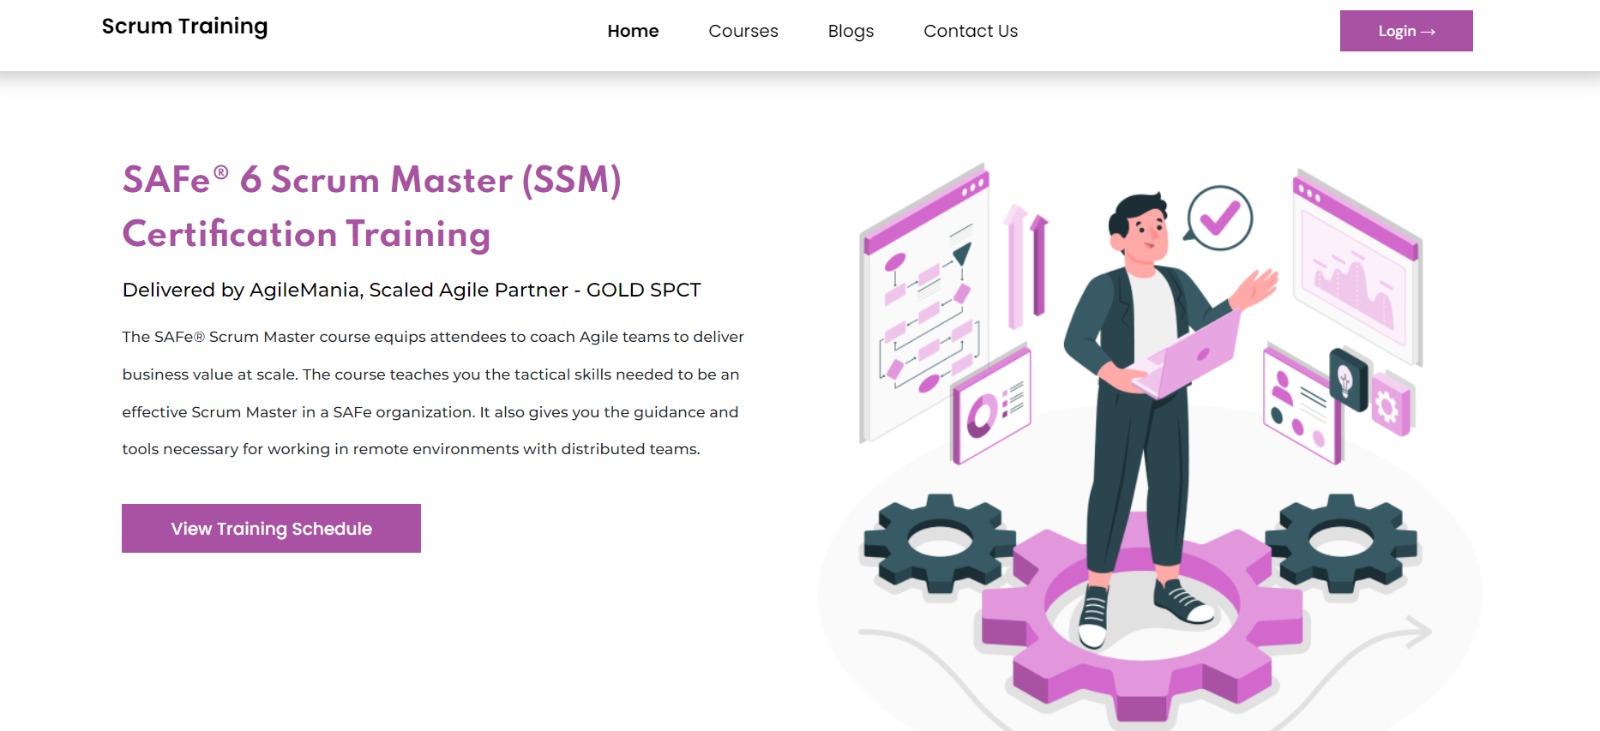 Scrum Training
Home
Courses
Blogs
Contact Us
Login →
SAFe® 6 Scrum Master (SSM)
Certification Training
Delivered by AgileMania, Scaled Agile Partner - GOLD SPCT
The SAFe® Scrum Master course equips attendees to coach Agile teams to deliver
business value at scale. The course teaches you the tactical skills needed to be an
effective Scrum Master in a SAFe organization. It also gives you the guidance and
tools necessary for working in remote environments with distributed teams.
View Training Schedule